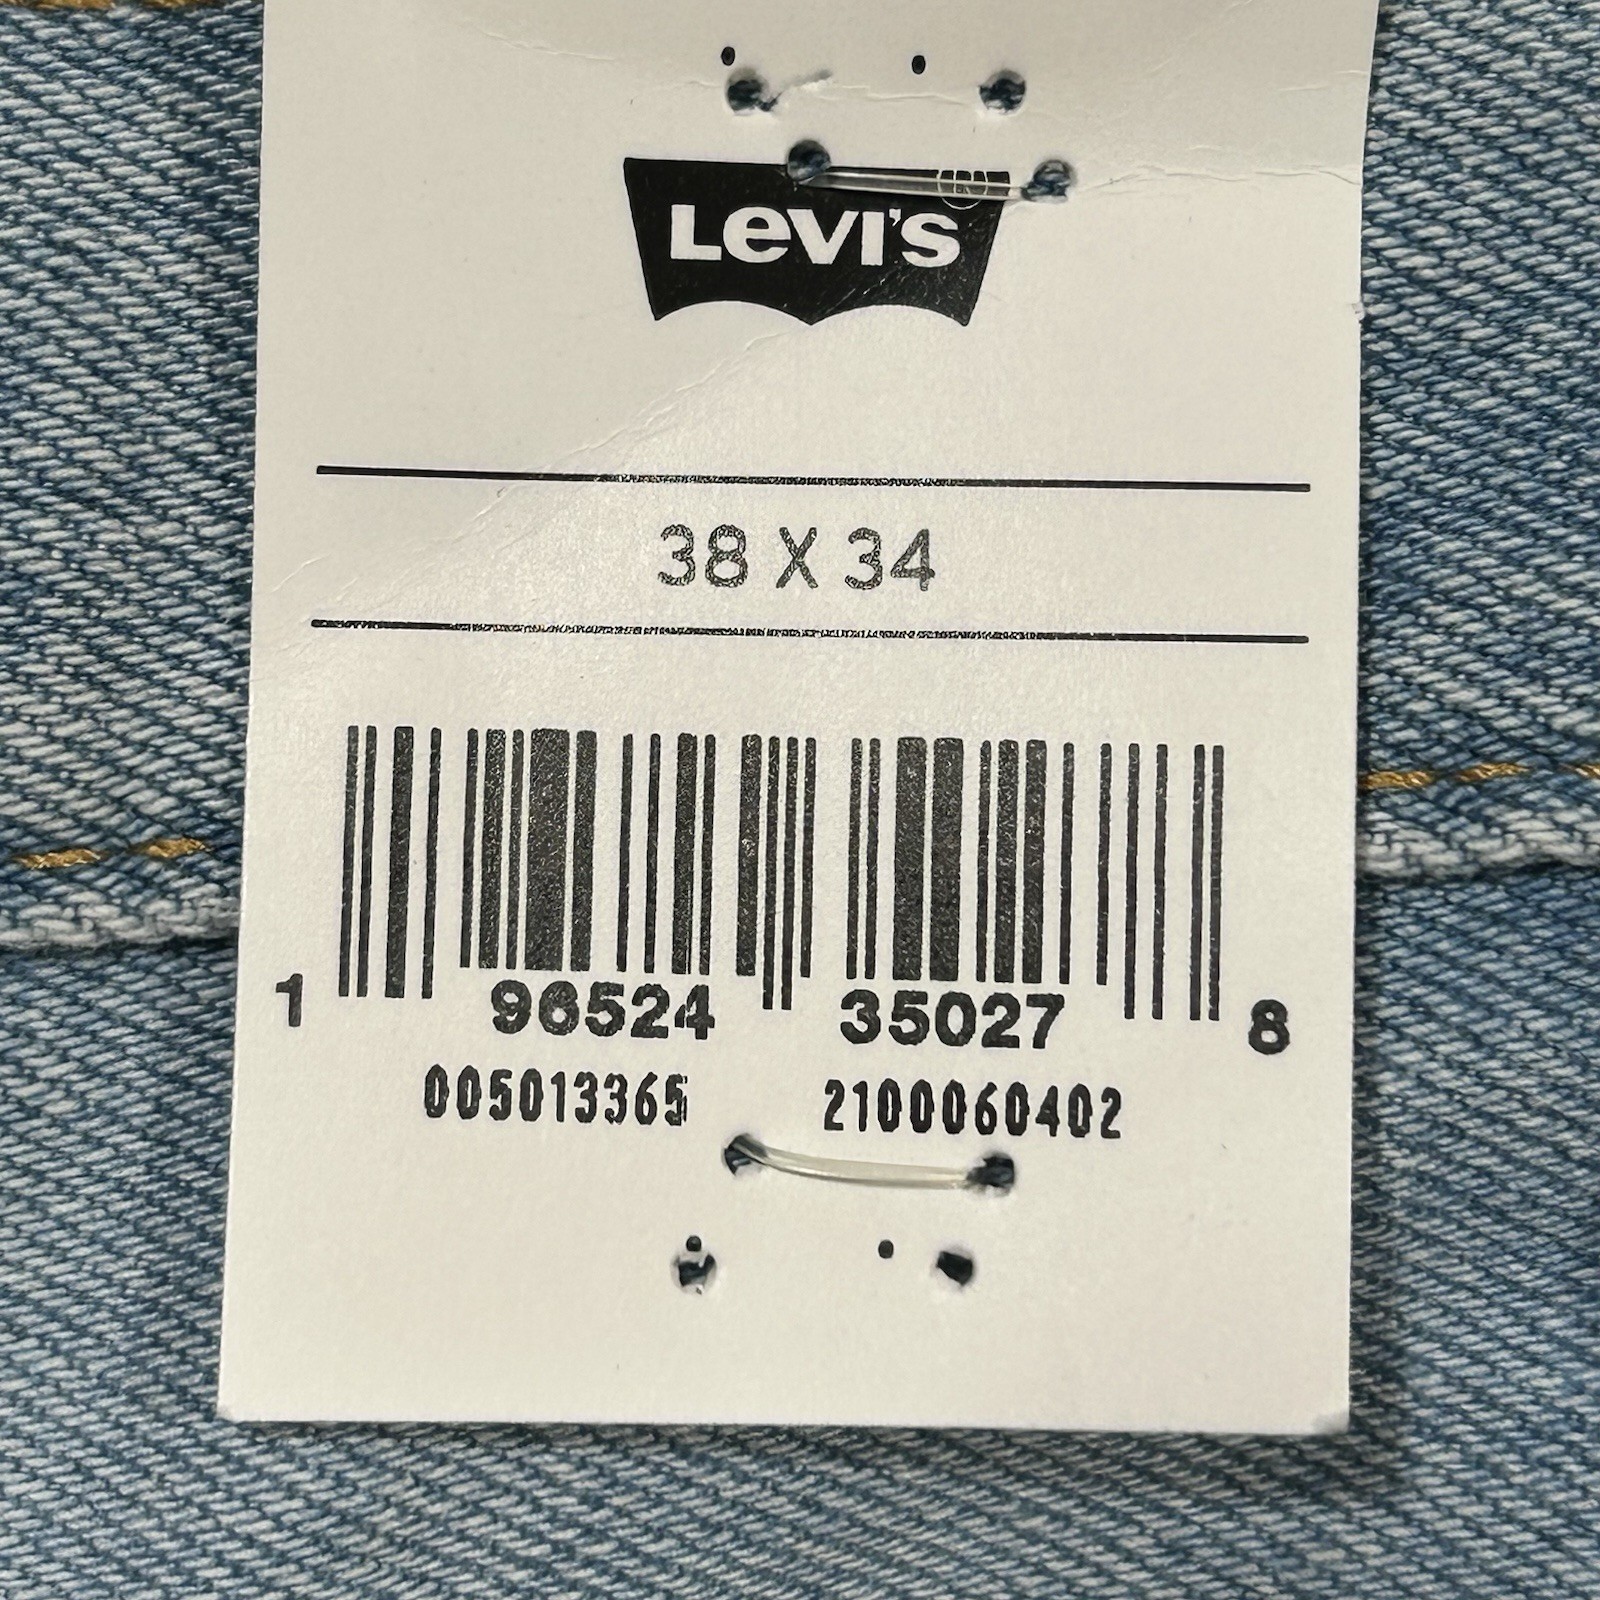 LEVI'S ®
38 X 34
1 96524 35027 8
005013365 2100060402